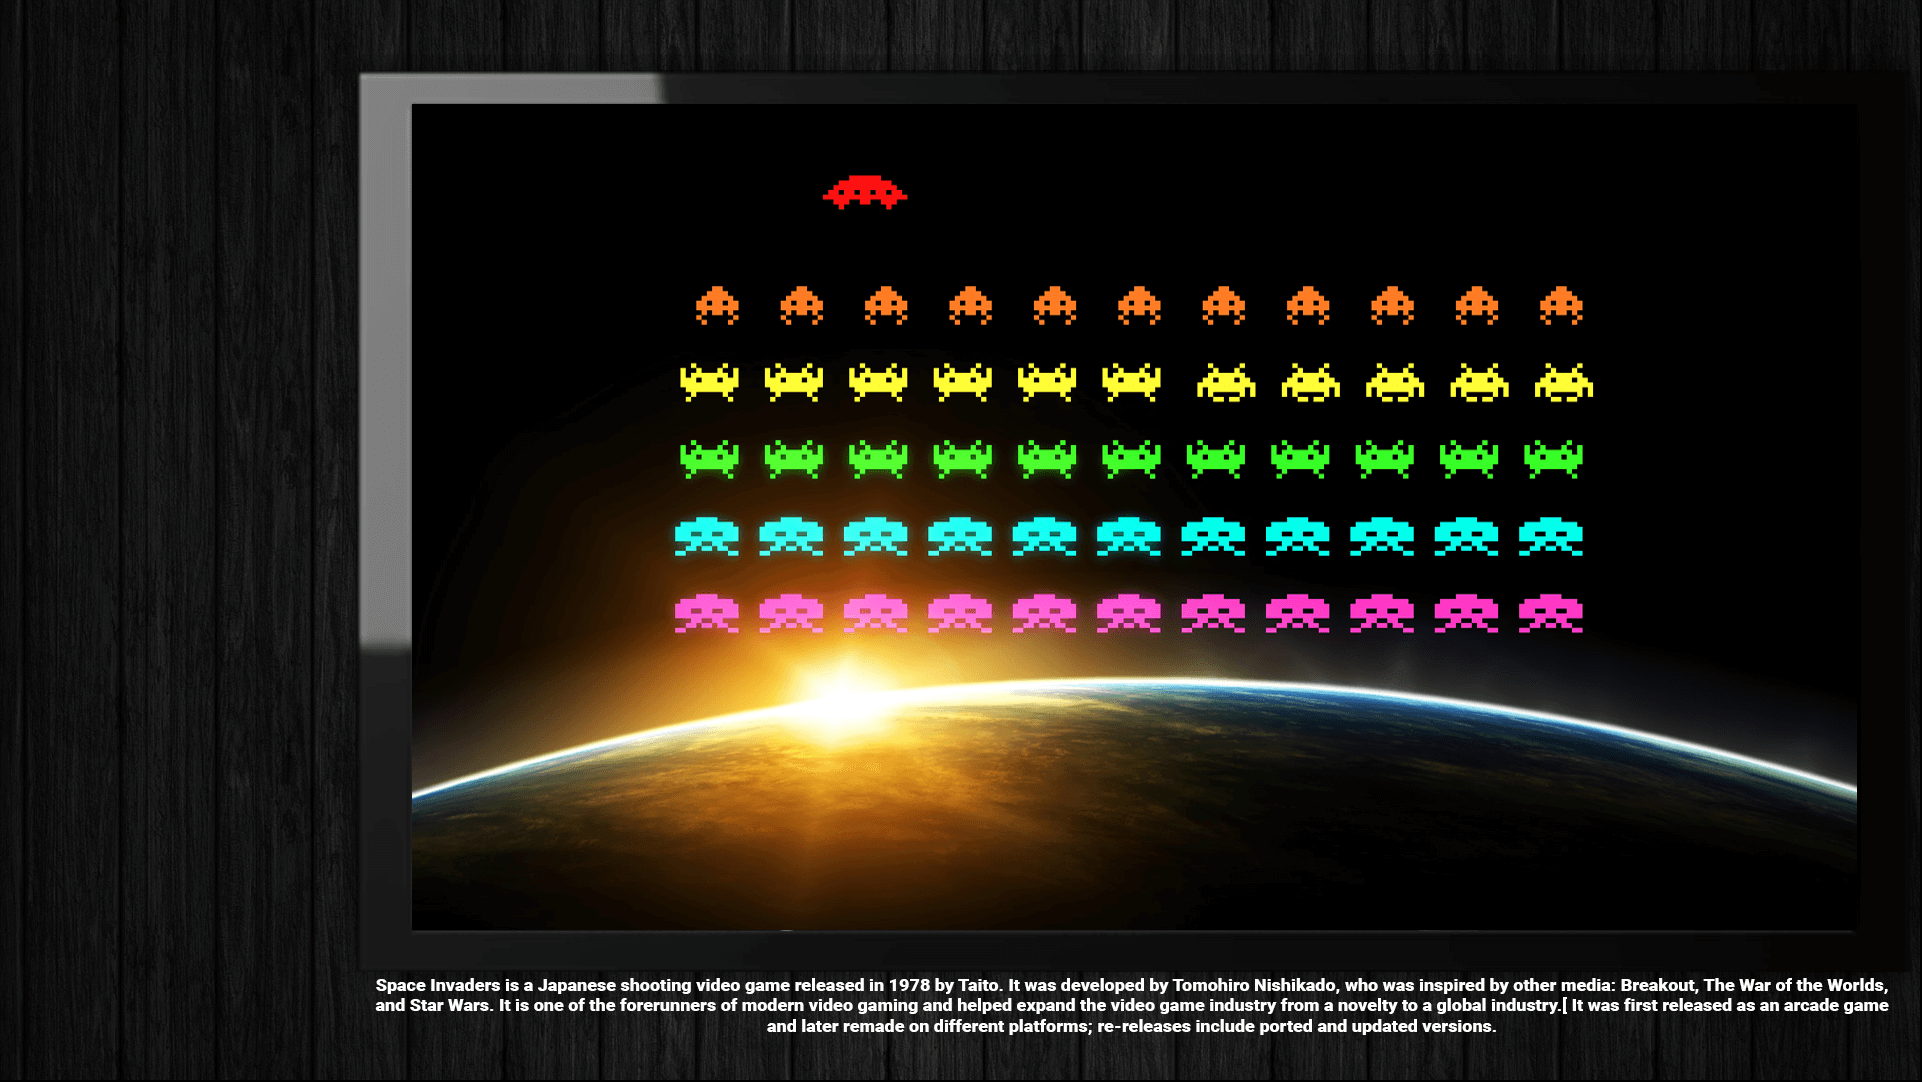 Space Invaders is a Japanese shooting video game released in 1978 by Taito. It was developed by Tomohiro Nishikado, who was inspired by other media: Breakout, The War of the Worlds,
and Star Wars. It is one of the forerunners of modern video gaming and helped expand the video game industry from a novelty to a global industry.[ It was first released as an arcade game
and later remade on different platforms; re-releases include ported and updated versions.